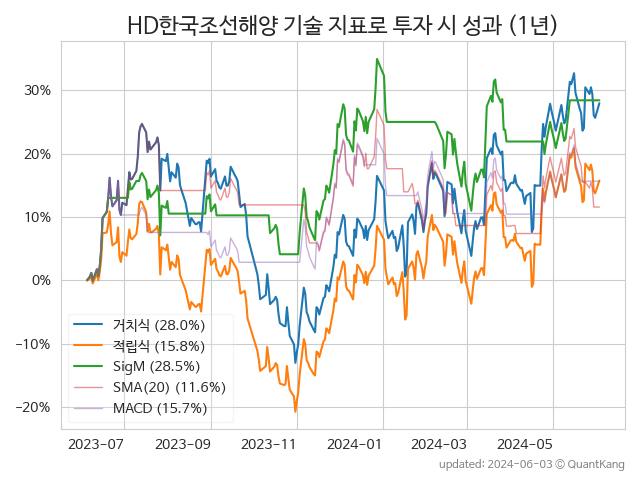 HD한국조선해양 기술 지표로 투자 시 성과 (1년)
30%
20%
10%
0%
−10%
−20%
거치식 (28.0%)
적립식 (15.8%)
SigM (28.5%)
SMA(20) (11.6%)
MACD (15.7%)
2023-07 2023-09 2023-11 2024-01 2024-03 2024-05
updated: 2024-06-03 ⓒ QuantKang